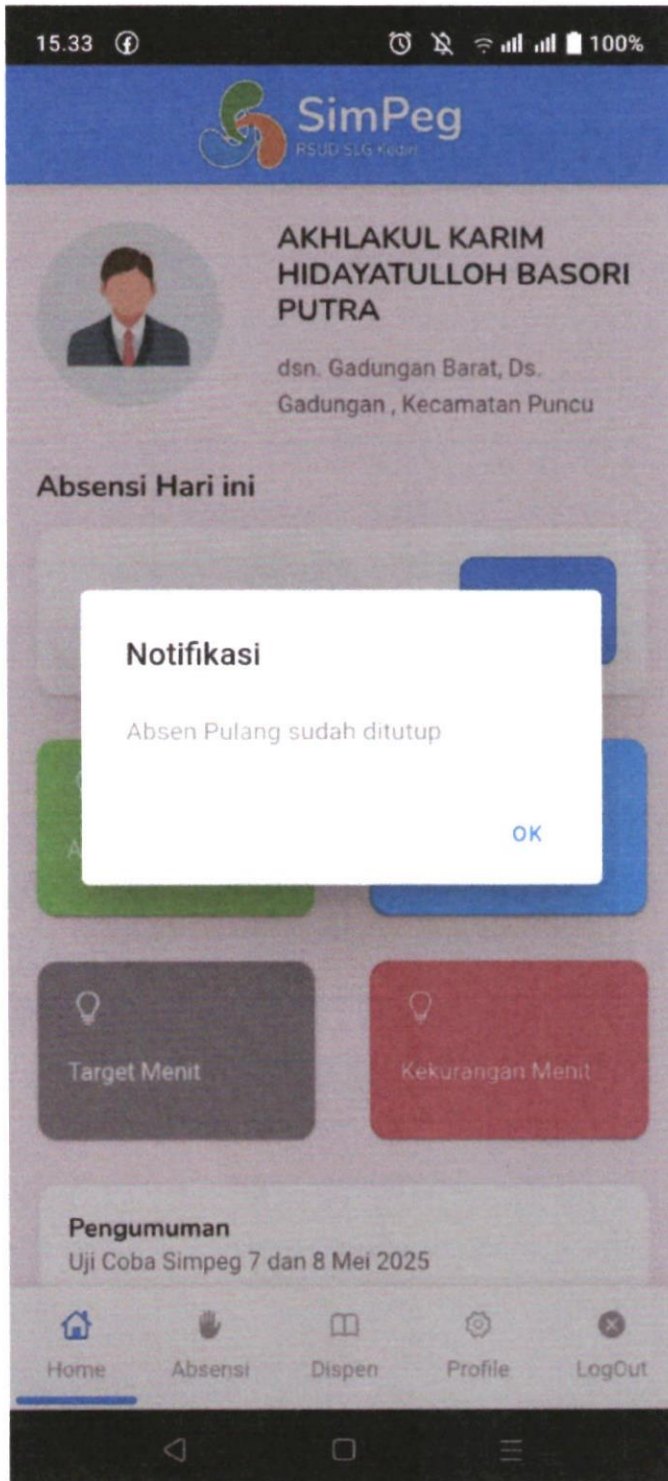 15.33
100%
SimPeg
RSUD SLG Kediri
AKHLAKUL KARIM
HIDAYATULLOH BASORI
PUTRA
dsn. Gadungan Barat, Ds.
Gadungan , Kecamatan Puncu
Absensi Hari ini
Notifikasi
Absen Pulang sudah ditutup
OK
A
Target Menit
Kekurangan Menit
Pengumuman
Uji Coba Simpeg 7 dan 8 Mei 2025
Home
Absensi
Dispen
Profile
LogOut